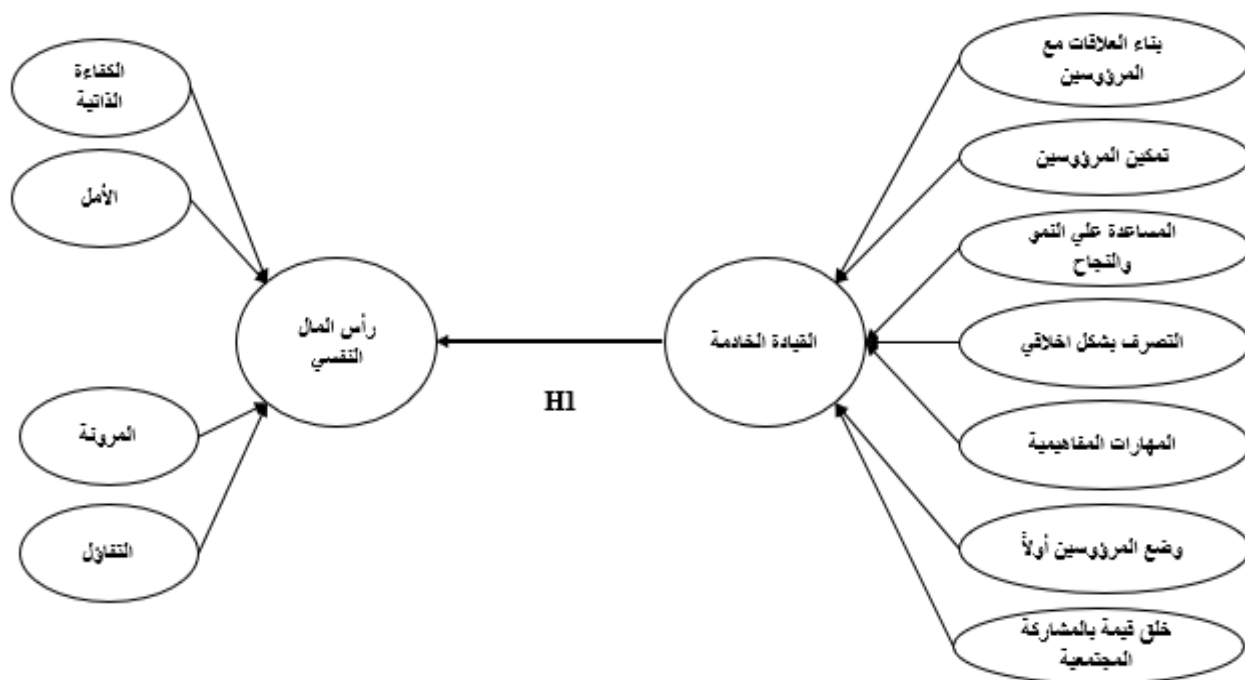 بناء العلاقات مع
المرؤوسين
تمكين المرؤوسين
المساعدة علي النمو
والنجاح
التصرف بشكل اخلاقي
المهارات المفاهيمية
وضع المرؤوسين أولاً
خلق قيمة بالمشاركة
المجتمعية
القيادة الخادمة
H1
رأس المال
النفسي
الكفاءة
الذاتية
الأمل
المرونة
التفاؤل